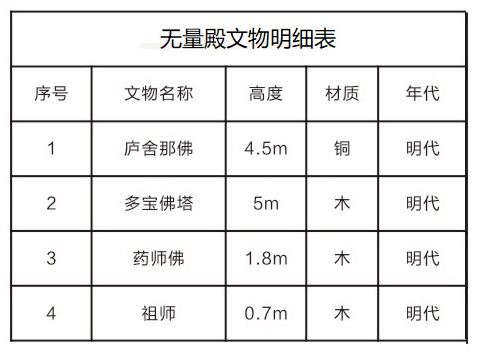 无量殿文物明细表
序号 文物名称 高度 材质 年代
1 庐舍那佛 4.5m 铜 明代
2 多宝佛塔 5m 木 明代
3 药师佛 1.8m 木 明代
4 祖师 0.7m 木 明代